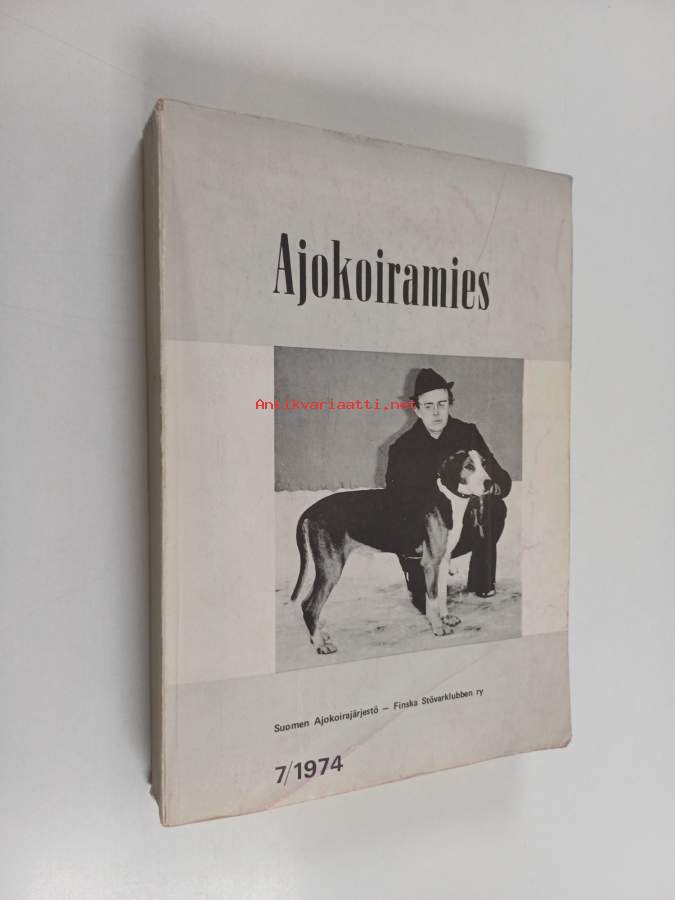 Ajokoiramies
Antikvariaatti.net
Suomen Ajokoirajärjestö — Finska Stövarklubben ry
7/1974